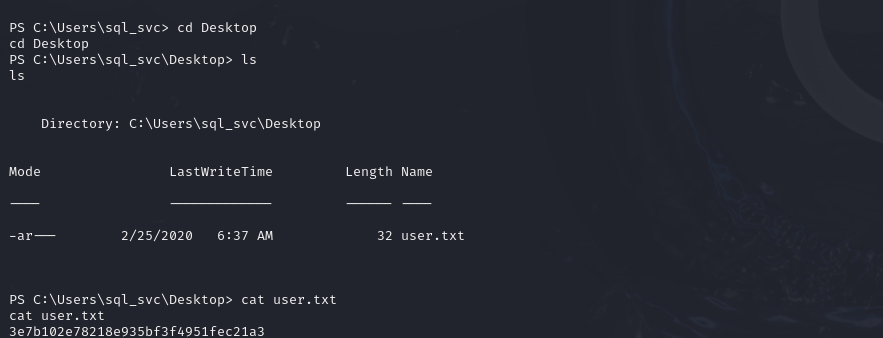 PS C:\Users\sql_svc> cd Desktop
cd Desktop
PS C:\Users\sql_svc\Desktop> ls
ls
Directory: C:\Users\sql_svc\Desktop
Mode LastWriteTime Length Name
---- ------------- ------ ----
-ar--- 2/25/2020 6:37 AM 32 user.txt
PS C:\Users\sql_svc\Desktop> cat user.txt
cat user.txt
3e7b102e78218e935bf3f4951fec21a3